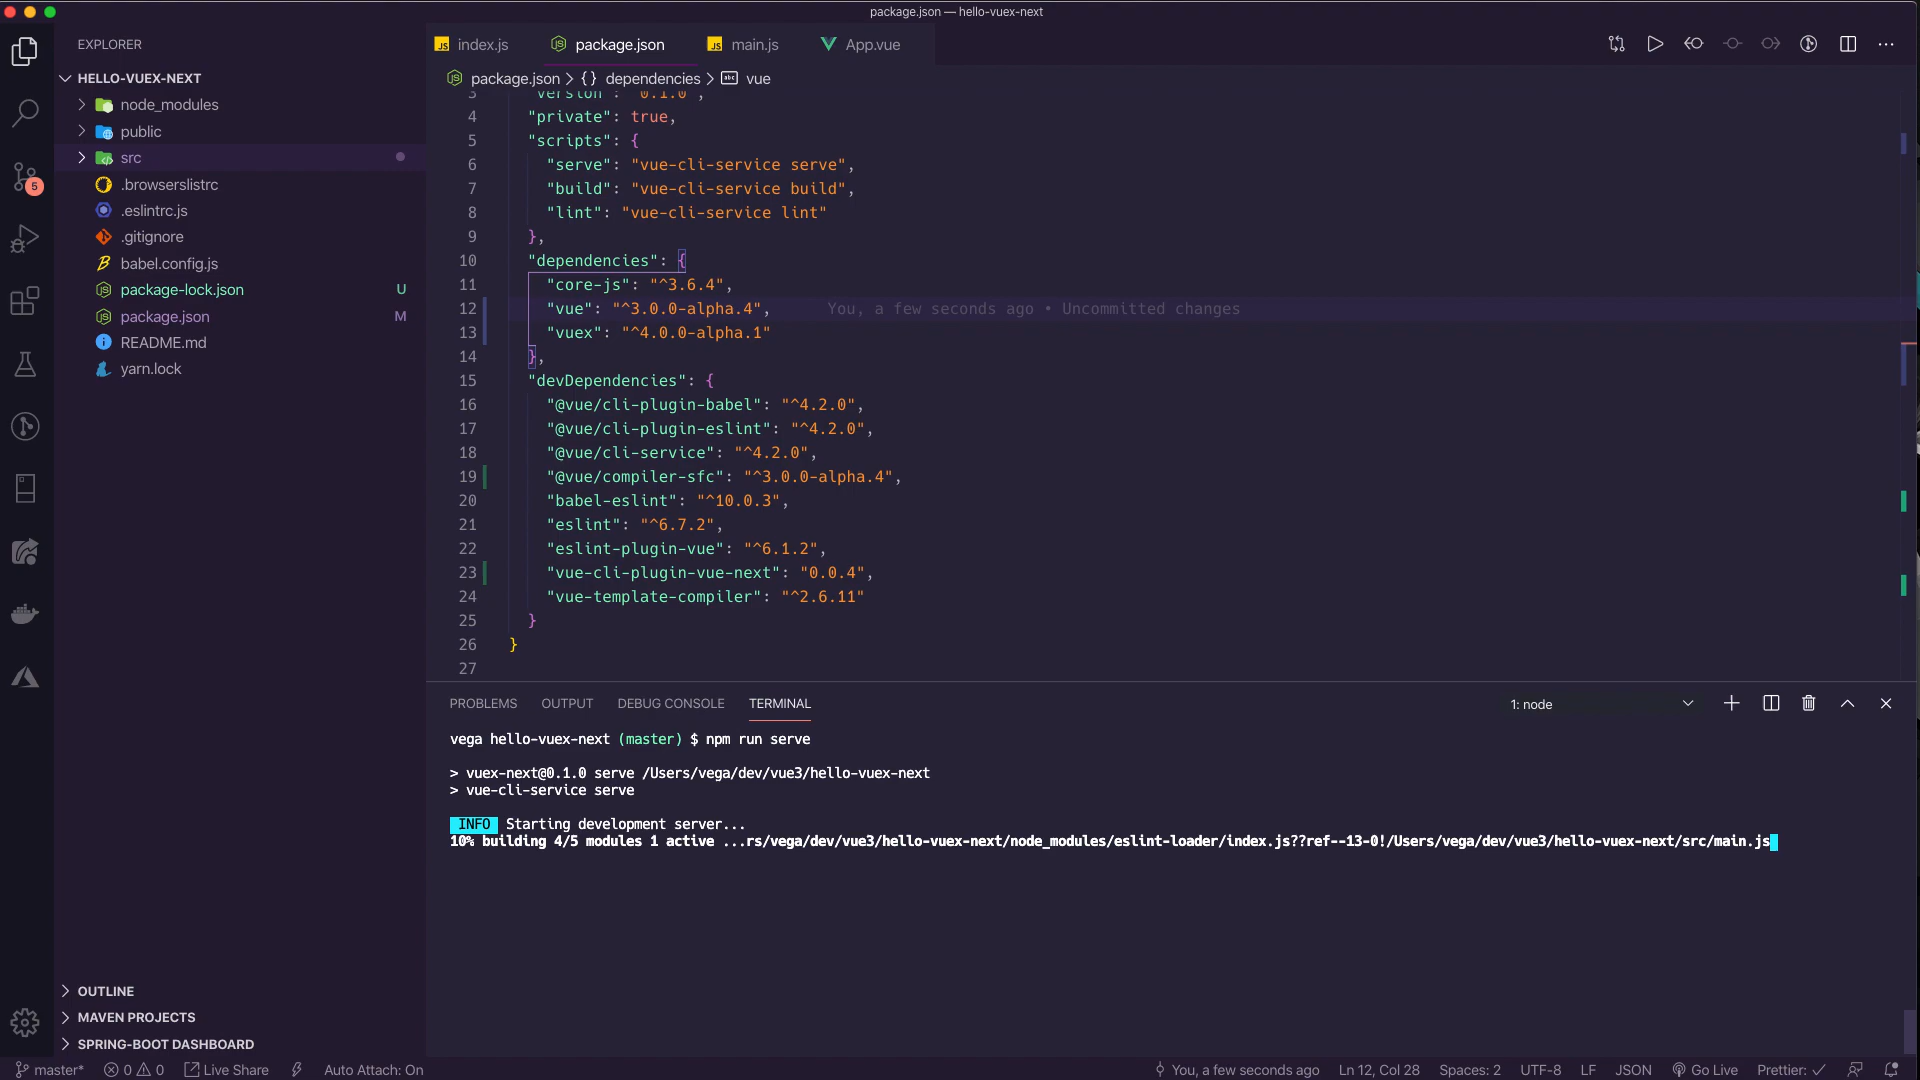 package.json — hello-vuex-next
EXPLORER
HELLO-VUEX-NEXT
node_modules
public
src
.browserslistrc
.eslintrc.js
.gitignore
babel.config.js
package-lock.json U
package.json M
README.md
yarn.lock
OUTLINE
MAVEN PROJECTS
SPRING-BOOT DASHBOARD
5
JS index.js
package.json
JS main.js
App.vue
package.json > {} dependencies > abc vue
3 "version": "0.1.0",
4 "private": true,
5 "scripts": {
6 "serve": "vue-cli-service serve",
7 "build": "vue-cli-service build",
8 "lint": "vue-cli-service lint"
9 },
10 "dependencies": {
11 "core-js": "^3.6.4",
12 "vue": "^3.0.0-alpha.4", You, a few seconds ago • Uncommitted changes
13 "vuex": "^4.0.0-alpha.1"
14 },
15 "devDependencies": {
16 "@vue/cli-plugin-babel": "^4.2.0",
17 "@vue/cli-plugin-eslint": "^4.2.0",
18 "@vue/cli-service": "^4.2.0",
19 "@vue/compiler-sfc": "^3.0.0-alpha.4",
20 "babel-eslint": "^10.0.3",
21 "eslint": "^6.7.2",
22 "eslint-plugin-vue": "^6.1.2",
23 "vue-cli-plugin-vue-next": "0.0.4",
24 "vue-template-compiler": "^2.6.11"
25 }
26 }
27
PROBLEMS OUTPUT DEBUG CONSOLE TERMINAL 1: node
vega hello-vuex-next (master) $ npm run serve
> vuex-next@0.1.0 serve /Users/vega/dev/vue3/hello-vuex-next
> vue-cli-service serve
INFO Starting development server...
10% building 4/5 modules 1 active ...rs/vega/dev/vue3/hello-vuex-next/node_modules/eslint-loader/index.js??ref--13-0!/Users/vega/dev/vue3/hello-vuex-next/src/main.js
master* 0 0 Live Share Auto Attach: On You, a few seconds ago Ln 12, Col 28 Spaces: 2 UTF-8 LF JSON Go Live Prettier: ✓